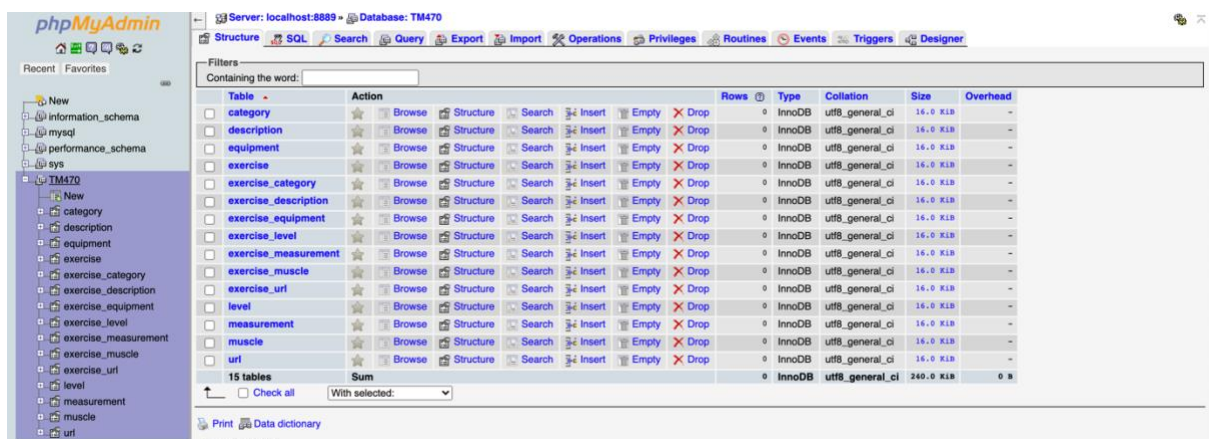 phpMyAdmin
Recent Favorites
New
information_schema
mysql
performance_schema
sys
TM470
New
category
description
equipment
exercise
exercise_category
exercise_description
exercise_equipment
exercise_level
exercise_measurement
exercise_muscle
exercise_url
level
measurement
muscle
url
Server: localhost:8889 » Database: TM470
Structure SQL Search Query Export Import Operations Privileges Routines Events Triggers Designer
Filters
Containing the word:
Table Action Rows Type Collation Size Overhead
category Browse Structure Search Insert Empty Drop 0 InnoDB utf8_general_ci 16.0 KiB -
description Browse Structure Search Insert Empty Drop 0 InnoDB utf8_general_ci 16.0 KiB -
equipment Browse Structure Search Insert Empty Drop 0 InnoDB utf8_general_ci 16.0 KiB -
exercise Browse Structure Search Insert Empty Drop 0 InnoDB utf8_general_ci 16.0 KiB -
exercise_category Browse Structure Search Insert Empty Drop 0 InnoDB utf8_general_ci 16.0 KiB -
exercise_description Browse Structure Search Insert Empty Drop 0 InnoDB utf8_general_ci 16.0 KiB -
exercise_equipment Browse Structure Search Insert Empty Drop 0 InnoDB utf8_general_ci 16.0 KiB -
exercise_level Browse Structure Search Insert Empty Drop 0 InnoDB utf8_general_ci 16.0 KiB -
exercise_measurement Browse Structure Search Insert Empty Drop 0 InnoDB utf8_general_ci 16.0 KiB -
exercise_muscle Browse Structure Search Insert Empty Drop 0 InnoDB utf8_general_ci 16.0 KiB -
exercise_url Browse Structure Search Insert Empty Drop 0 InnoDB utf8_general_ci 16.0 KiB -
level Browse Structure Search Insert Empty Drop 0 InnoDB utf8_general_ci 16.0 KiB -
measurement Browse Structure Search Insert Empty Drop 0 InnoDB utf8_general_ci 16.0 KiB -
muscle Browse Structure Search Insert Empty Drop 0 InnoDB utf8_general_ci 16.0 KiB -
url Browse Structure Search Insert Empty Drop 0 InnoDB utf8_general_ci 16.0 KiB -
15 tables Sum 0 InnoDB utf8_general_ci 240.0 KiB 0 B
Check all With selected:
Print Data dictionary